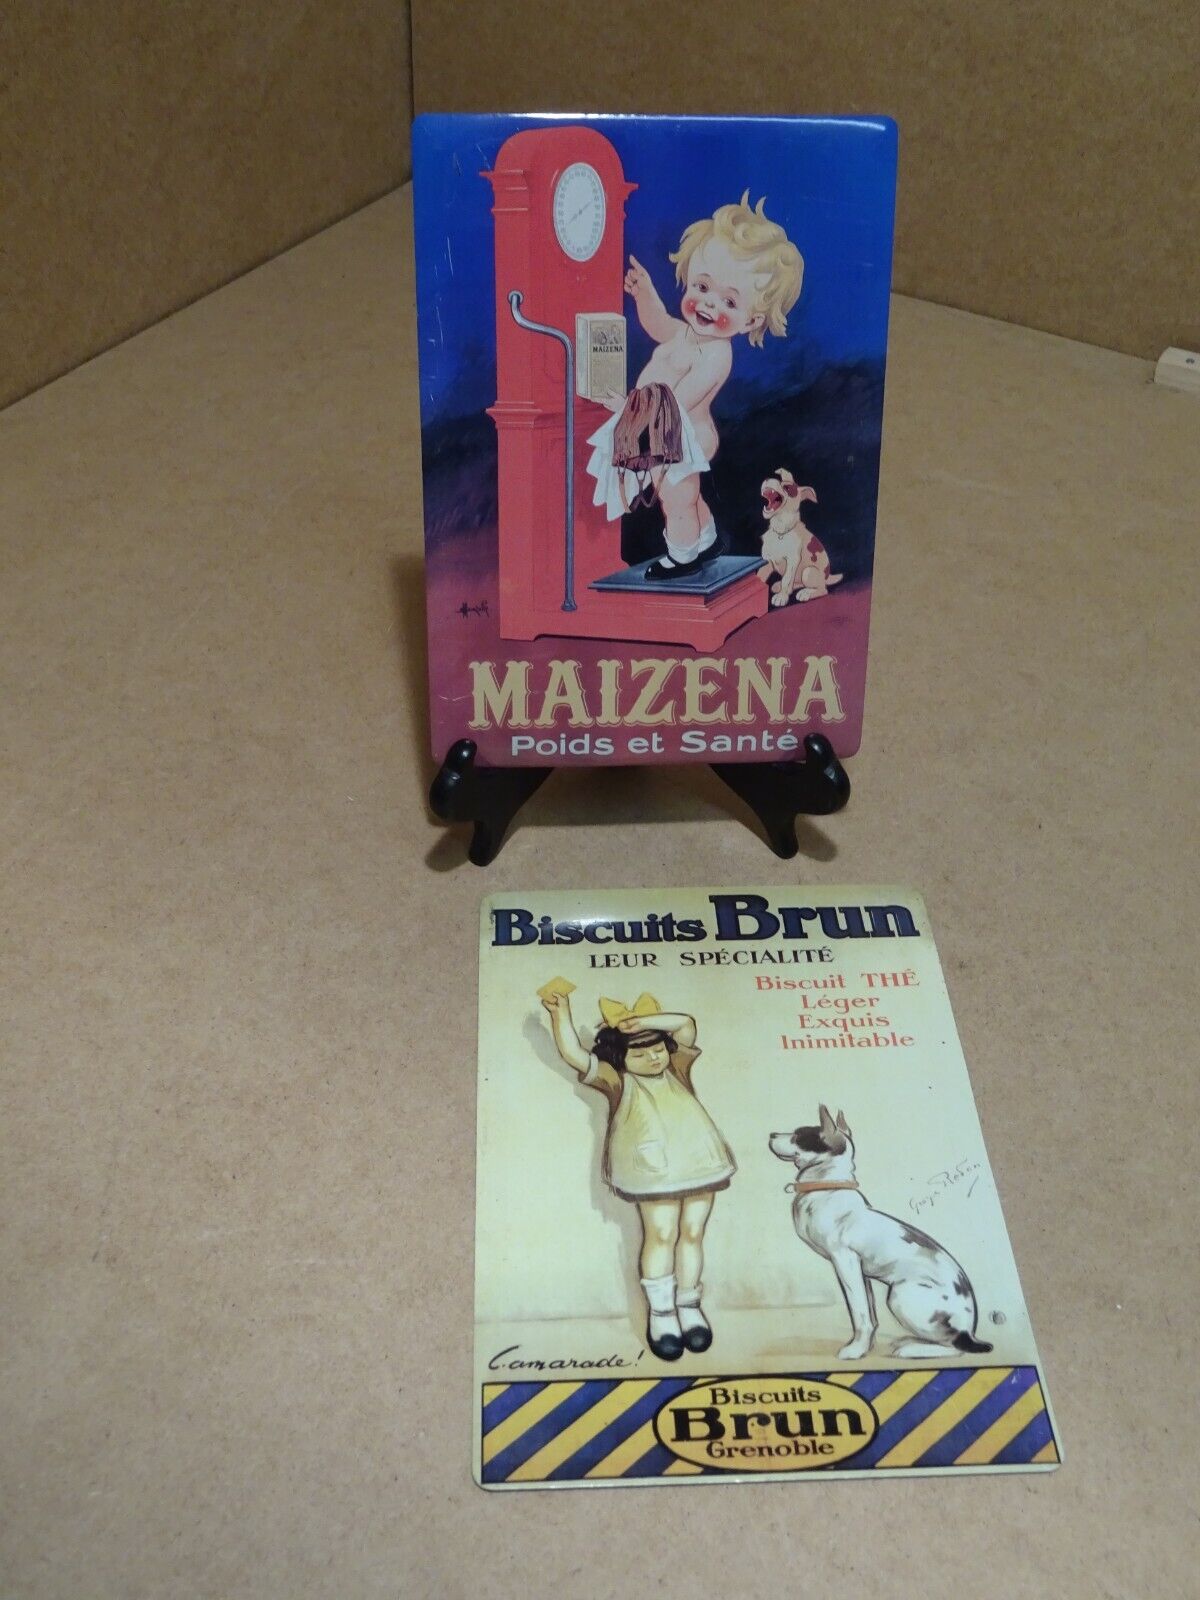 MAIZENA
MAIZENA
Poids et Santé
Biscuits Brun
LEUR SPÉCIALITÉ
Biscuit THÉ
Léger
Exquis
Inimitable
Camarade!
Biscuits
Brun
Grenoble